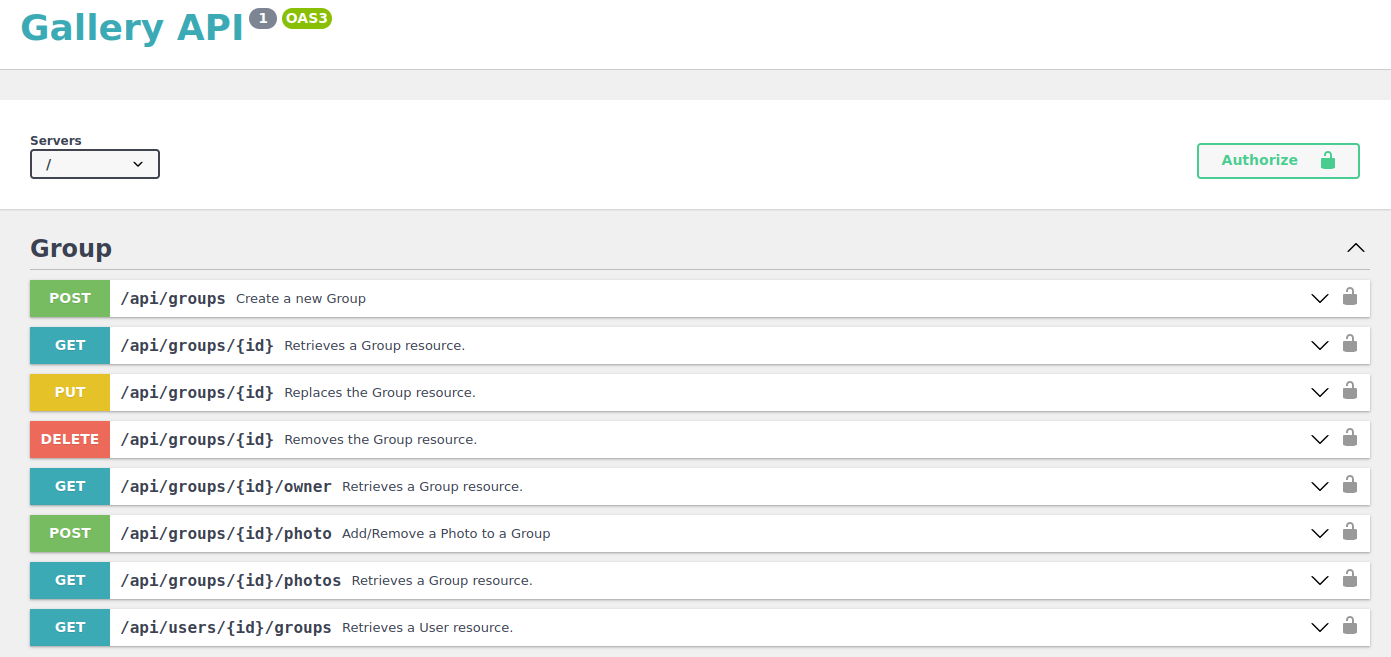 Gallery API 1 OAS3
Servers
/
Authorize
Group
POST /api/groups Create a new Group
GET /api/groups/{id} Retrieves a Group resource.
PUT /api/groups/{id} Replaces the Group resource.
DELETE /api/groups/{id} Removes the Group resource.
GET /api/groups/{id}/owner Retrieves a Group resource.
POST /api/groups/{id}/photo Add/Remove a Photo to a Group
GET /api/groups/{id}/photos Retrieves a Group resource.
GET /api/users/{id}/groups Retrieves a User resource.